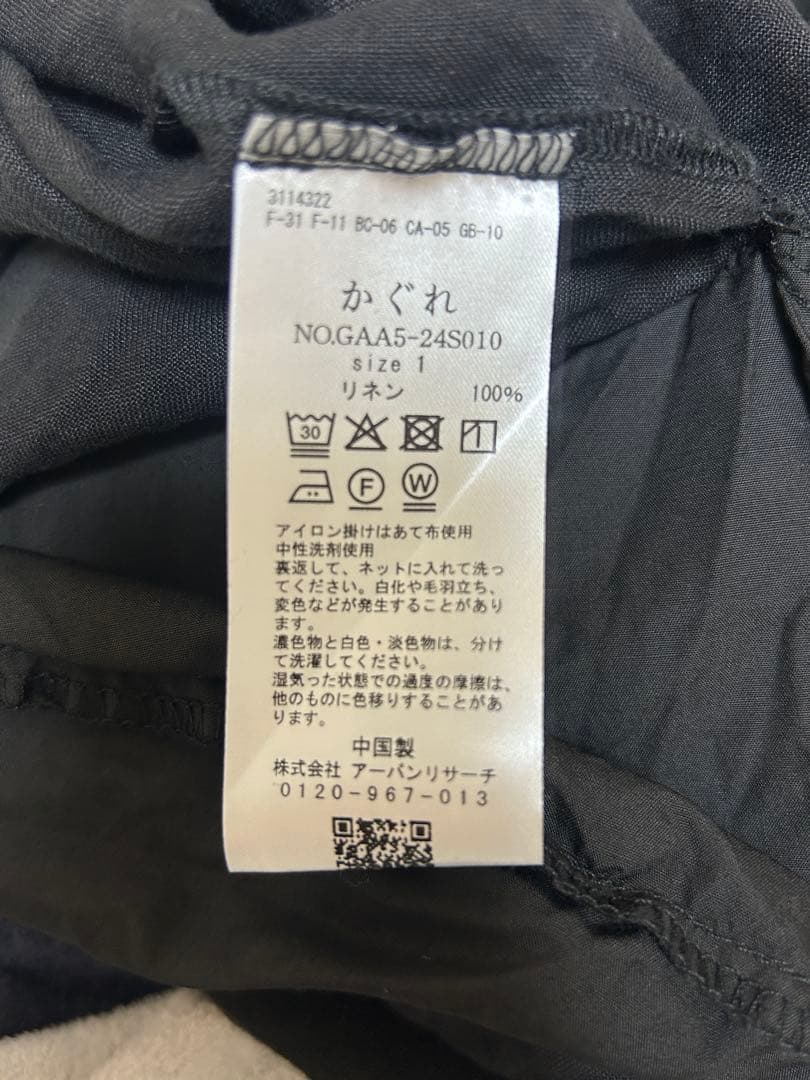 3114322
F-31 F-11 BC-06 CA-05 GB-10
かぐれ
NO.GAA5-24S010
size 1
リネン 100%
30
F W
アイロン掛けはあて布使用
中性洗剤使用
裏返して、ネットに入れて洗っ
てください。白化や毛羽立ち、
変色などが発生することがあり
ます。
濃色物と白色・淡色物は、分け
て洗濯してください。
湿気った状態での過度の摩擦は、
他のものに色移りすることがあ
ります。
中国製
株式会社 アーバンリサーチ
0120-967-013